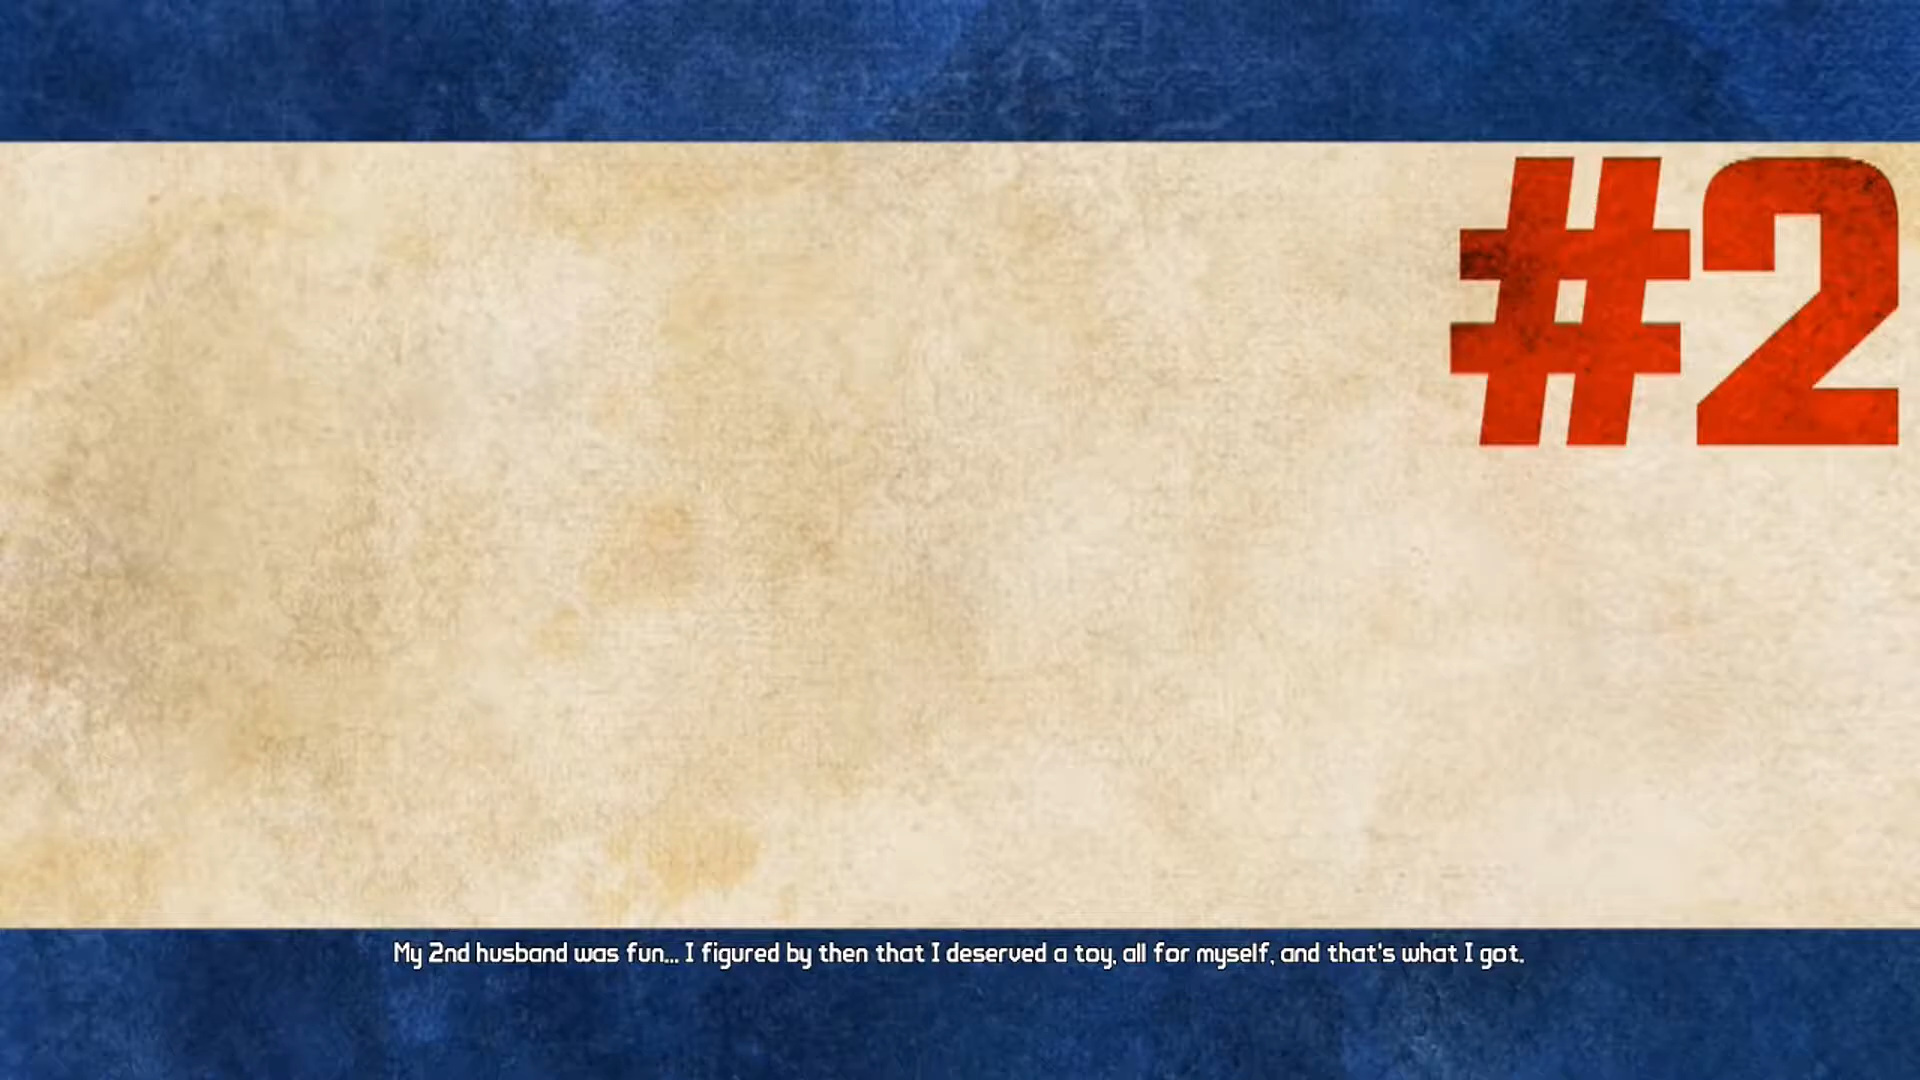 #2
My 2nd husband was fun... I figured by then that I deserved a toy, all for myself, and that's what I got.